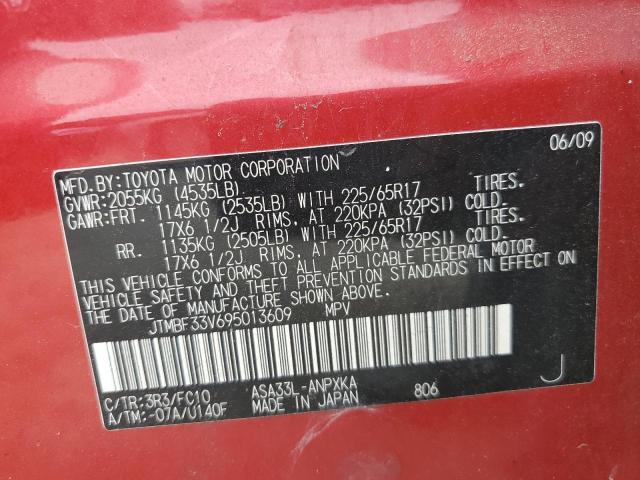 06/09
MFD.BY:TOYOTA MOTOR CORPORATION
GVWR:2055KG (4535LB)
GAWR:FRT. 1145KG (2535LB) WITH 225/65R17 TIRES.
17X6 1/2J RIMS, AT 220KPA (32PSI) COLD.
RR. 1135KG (2505LB) WITH 225/65R17 TIRES.
17X6 1/2J RIMS, AT 220KPA (32PSI) COLD.
THIS VEHICLE CONFORMS TO ALL APPLICABLE FEDERAL MOTOR
VEHICLE SAFETY AND THEFT PREVENTION STANDARDS IN EFFECT ON
THE DATE OF MANUFACTURE SHOWN ABOVE.
JTMBF33V695013609 MPV
C/TR:3R3/FC10 ASA33L-ANPXKA 806 J
A/TM:-07A/U140F MADE IN JAPAN